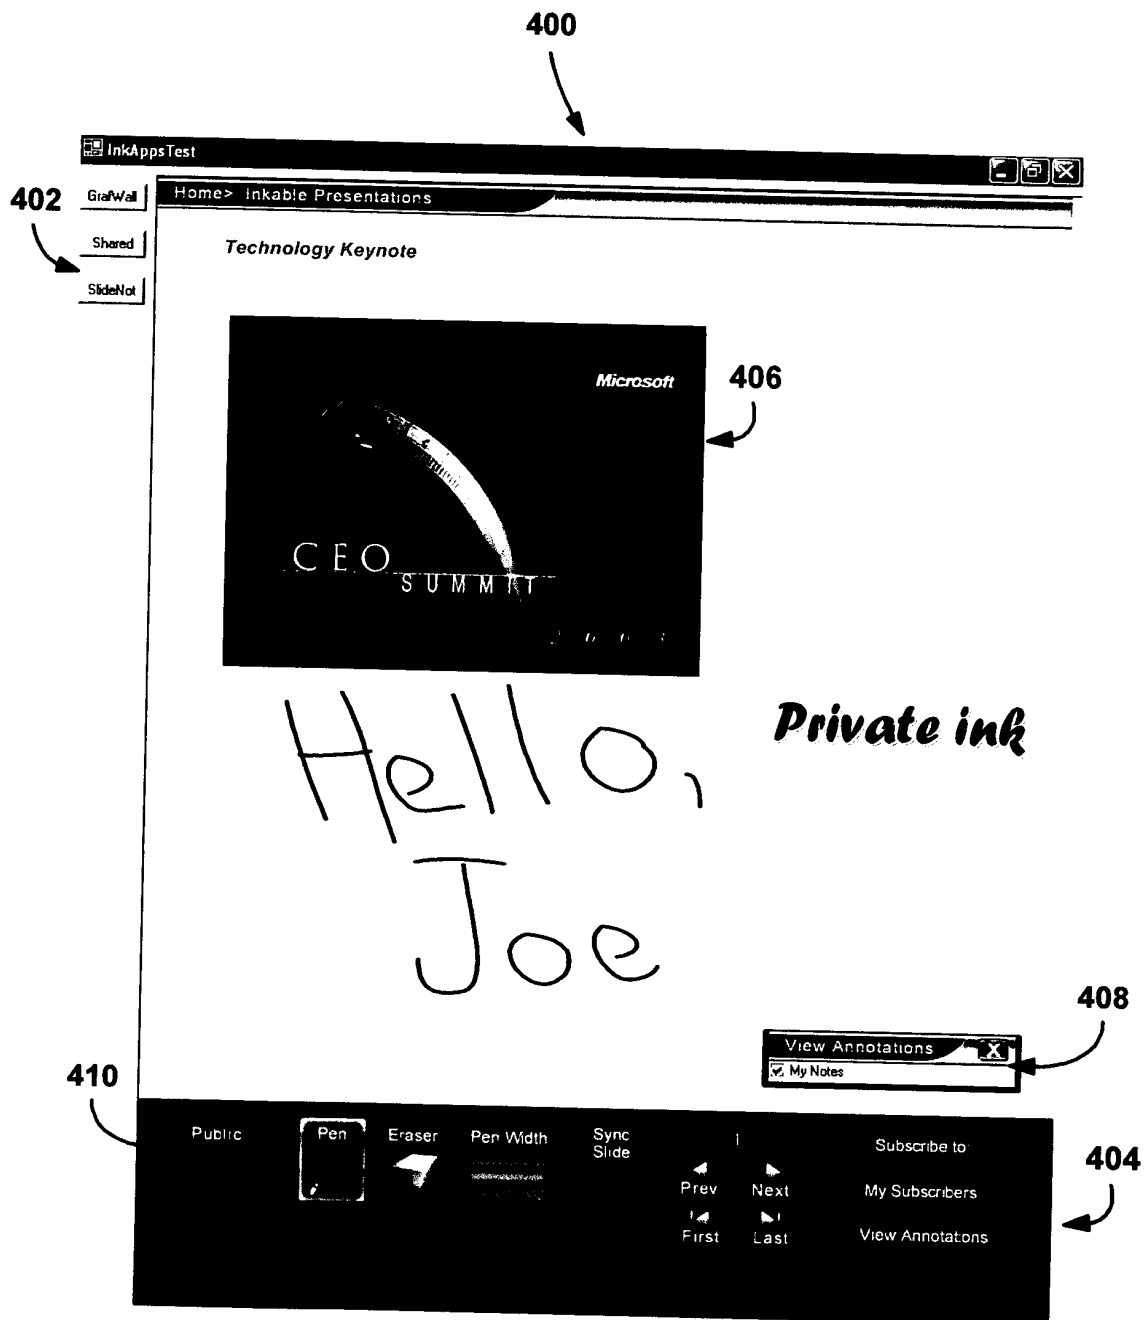 400
InkAppsTest
402
GrafWall
Home> Inkable Presentations
Shared
Technology Keynote
SlideNot
Microsoft
406
CEO
SUMMIT
2003
Private ink
Hello,
Joe
408
View Annotations X
My Notes
410
Public Pen Eraser Pen Width Sync Slide 1 Subscribe to
Prev Next My Subscribers
First Last View Annotations
404